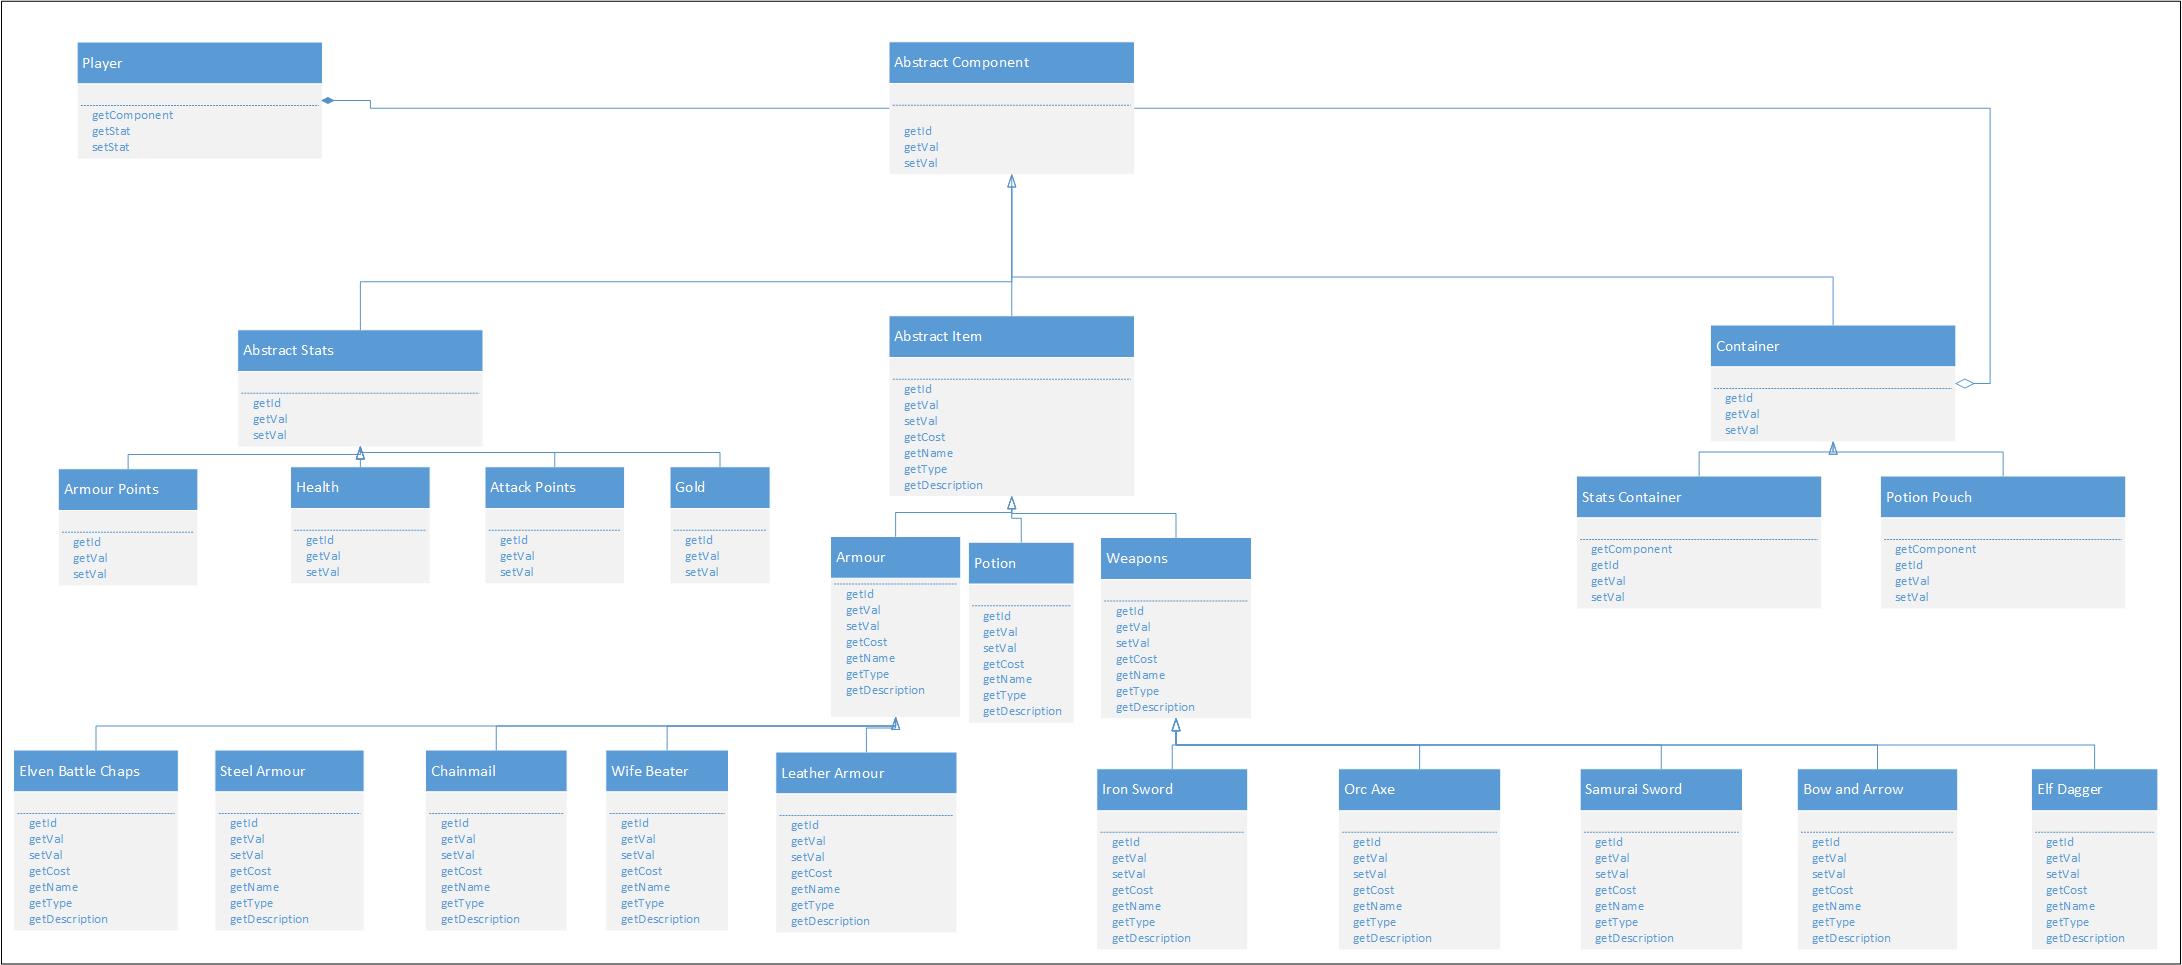 Player
getComponent
getStat
setStat
Abstract Component
getId
getVal
setVal
Abstract Stats
getId
getVal
setVal
Abstract Item
getId
getVal
setVal
getCost
getName
getType
getDescription
Container
getId
getVal
setVal
Armour Points
getId
getVal
setVal
Health
getId
getVal
setVal
Attack Points
getId
getVal
setVal
Gold
getId
getVal
setVal
Armour
getId
getVal
setVal
getCost
getName
getType
getDescription
Potion
getId
getVal
setVal
getCost
getName
getType
getDescription
Weapons
getId
getVal
setVal
getCost
getName
getType
getDescription
Stats Container
getComponent
getId
getVal
setVal
Potion Pouch
getComponent
getId
getVal
setVal
Elven Battle Chaps
getId
getVal
setVal
getCost
getName
getType
getDescription
Steel Armour
getId
getVal
setVal
getCost
getName
getType
getDescription
Chainmail
getId
getVal
setVal
getCost
getName
getType
getDescription
Wife Beater
getId
getVal
setVal
getCost
getName
getType
getDescription
Leather Armour
getId
getVal
setVal
getCost
getName
getType
getDescription
Iron Sword
getId
getVal
setVal
getCost
getName
getType
getDescription
Orc Axe
getId
getVal
setVal
getCost
getName
getType
getDescription
Samurai Sword
getId
getVal
setVal
getCost
getName
getType
getDescription
Bow and Arrow
getId
getVal
setVal
getCost
getName
getType
getDescription
Elf Dagger
getId
getVal
setVal
getCost
getName
getType
getDescription